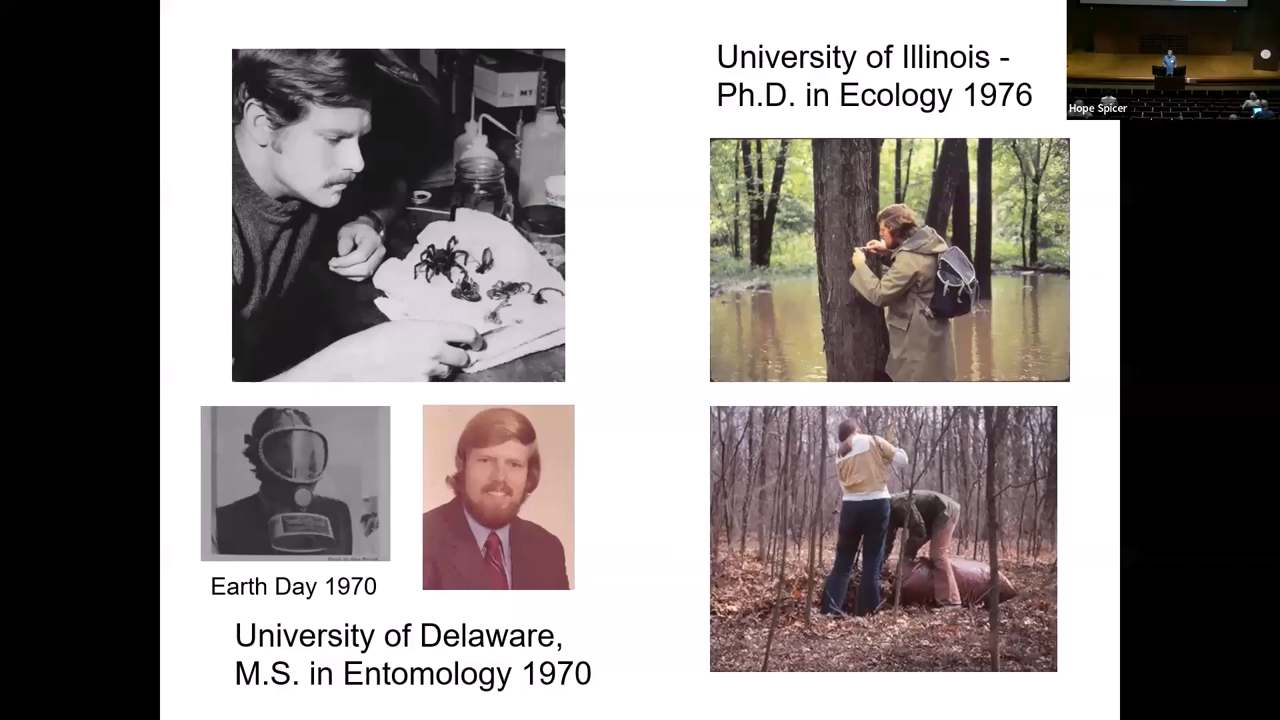 University of Illinois -
Ph.D. in Ecology 1976
Hope Spicer
Earth Day 1970
University of Delaware,
M.S. in Entomology 1970